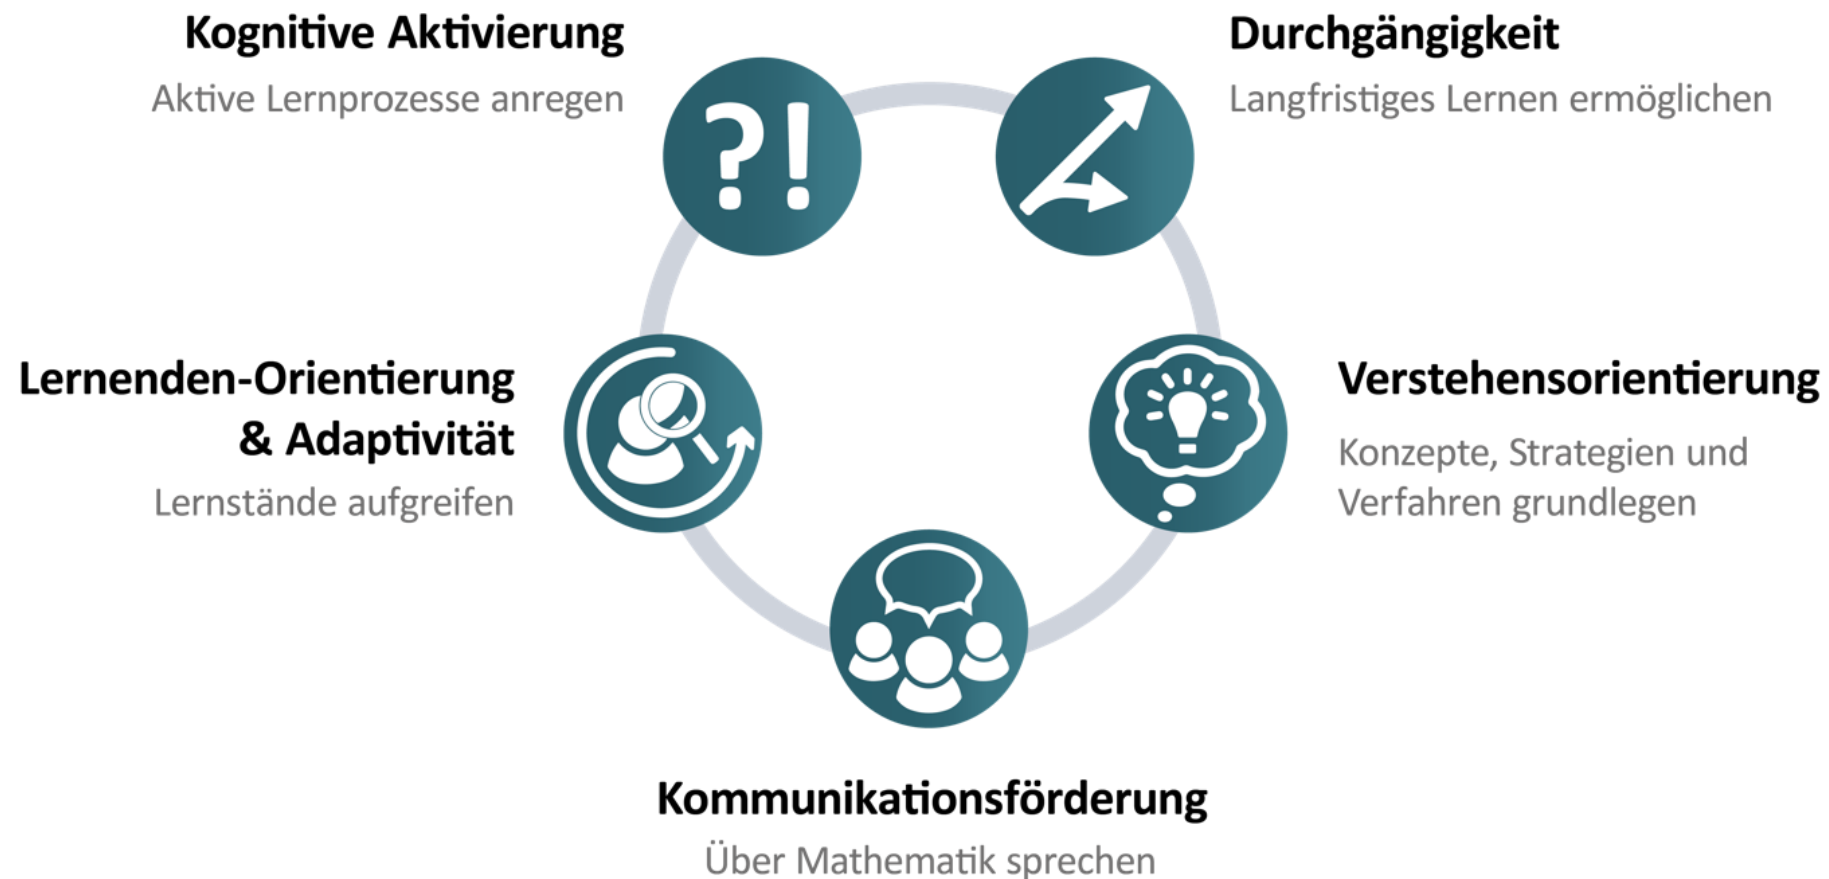 Kognitive Aktivierung
Aktive Lernprozesse anregen
?!
Durchgängigkeit
Langfristiges Lernen ermöglichen
Lernenden-Orientierung
& Adaptivität
Lernstände aufgreifen
Verstehensorientierung
Konzepte, Strategien und
Verfahren grundlegen
Kommunikationsförderung
Über Mathematik sprechen